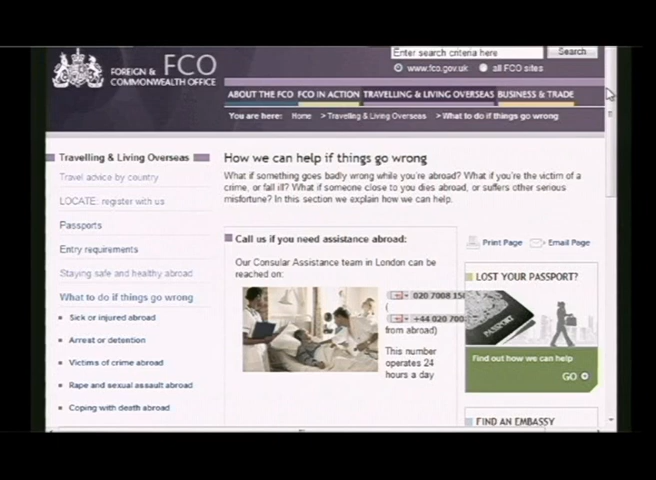 FOREIGN &
COMMONWEALTH OFFICE
FCO
Enter search criteria here
Search
www.fco.gov.uk all FCO sites
ABOUT THE FCO FCO IN ACTION TRAVELLING & LIVING OVERSEAS BUSINESS & TRADE
You are here: Home > Travelling & Living Overseas > What to do if things go wrong
Travelling & Living Overseas
Travel advice by country
LOCATE: register with us
Passports
Entry requirements
Staying safe and healthy abroad
What to do if things go wrong
Sick or injured abroad
Arrest or detention
Victims of crime abroad
Rape and sexual assault abroad
Coping with death abroad
How we can help if things go wrong
What if something goes badly wrong while you're abroad? What if you're the victim of a
crime, or fall ill? What if someone close to you dies abroad, or suffers other serious
misfortune? In this section we explain how we can help.
Call us if you need assistance abroad:
Our Consular Assistance team in London can be
reached on:
020 7008 150
(
+44 020 700
from abroad)
This number
operates 24
hours a day
Print Page Email Page
LOST YOUR PASSPORT?
PASSPORT
Find out how we can help
GO
FIND AN EMBASSY